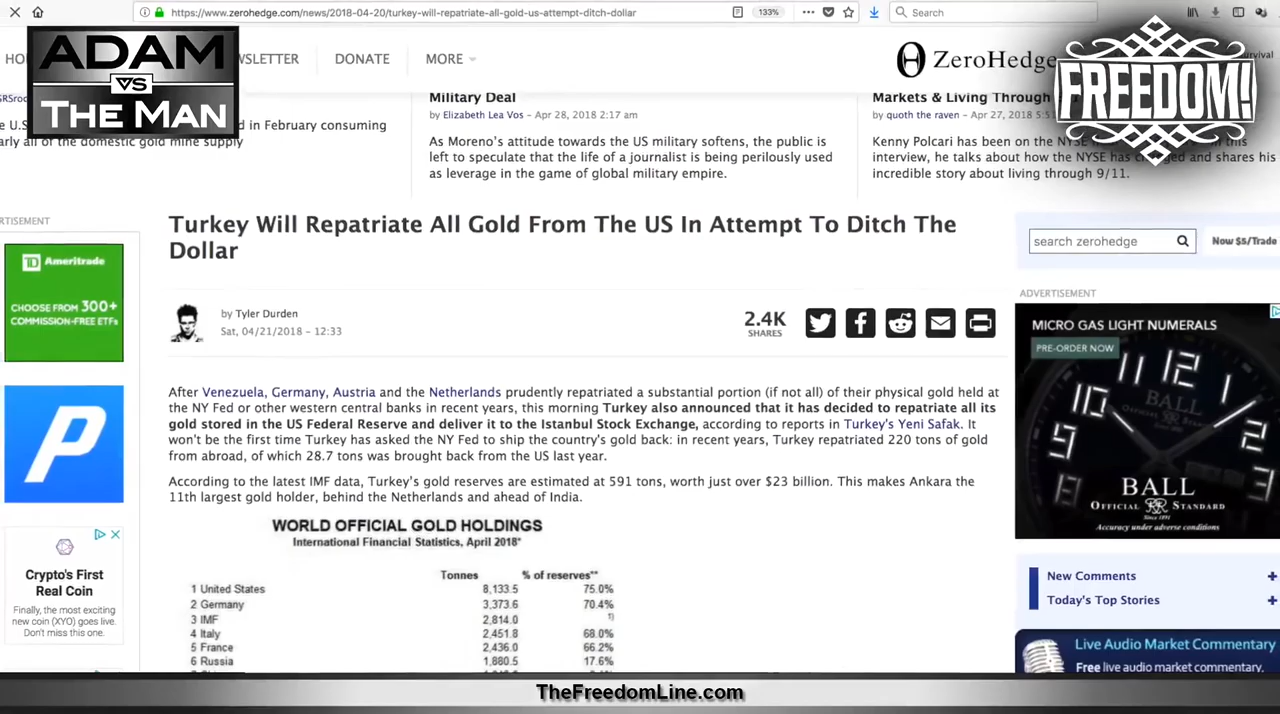 https://www.zerohedge.com/news/2018-04-20/turkey-will-repatriate-all-gold-us-attempt-ditch-dollar
133%
Search
ADAM
VS
THE MAN
DONATE
MORE
ZeroHedge
FREEDOM!
in February consuming
of the domestic gold mine supply
Military Deal
by Elizabeth Lea Vos - Apr 28, 2018 2:17 am
As Moreno's attitude towards the US military softens, the public is
left to speculate that the life of a journalist is being perilously used
as leverage in the game of global military empire.
Markets & Living Through
by quoth the raven - Apr 27, 2018
Kenny Polcari has been on the NYSE
interview, he talks about how the NYSE has and shares his
incredible story about living through 9/11.
Turkey Will Repatriate All Gold From The US In Attempt To Ditch The
Dollar
by Tyler Durden
Sat, 04/21/2018 - 12:33
2.4K
SHARES
After Venezuela, Germany, Austria and the Netherlands prudently repatriated a substantial portion (if not all) of their physical gold held at
the NY Fed or other western central banks in recent years, this morning Turkey also announced that it has decided to repatriate all its
gold stored in the US Federal Reserve and deliver it to the Istanbul Stock Exchange, according to reports in Turkey's Yeni Safak. It
won't be the first time Turkey has asked the NY Fed to ship the country's gold back: in recent years, Turkey repatriated 220 tons of gold
from abroad, of which 28.7 tons was brought back from the US last year.
According to the latest IMF data, Turkey's gold reserves are estimated at 591 tons, worth just over $23 billion. This makes Ankara the
11th largest gold holder, behind the Netherlands and ahead of India.
WORLD OFFICIAL GOLD HOLDINGS
International Financial Statistics, April 2018*
Tonnes % of reserves**
1 United States 8,133.5 75.0%
2 Germany 3,373.6 70.4%
3 IMF 2,814.0 1)
4 Italy 2,451.8 68.0%
5 France 2,436.0 66.2%
6 Russia 1,880.5 17.6%
TD Ameritrade
CHOOSE FROM 300+
COMMISSION-FREE ETFs
P
Crypto's First
Real Coin
Finally, the most exciting
new coin (XYO) goes live.
Don't miss this one.
search zerohedge
Now $5/Trade
ADVERTISEMENT
MICRO GAS LIGHT NUMERALS
PRE-ORDER NOW
12
10
2
9
3
8
BALL
OFFICIAL RR STANDARD
Since 1891
Accuracy under adverse conditions
New Comments +
Today's Top Stories +
Live Audio Market Commentary
Free live audio market commentary,
TheFreedomLine.com